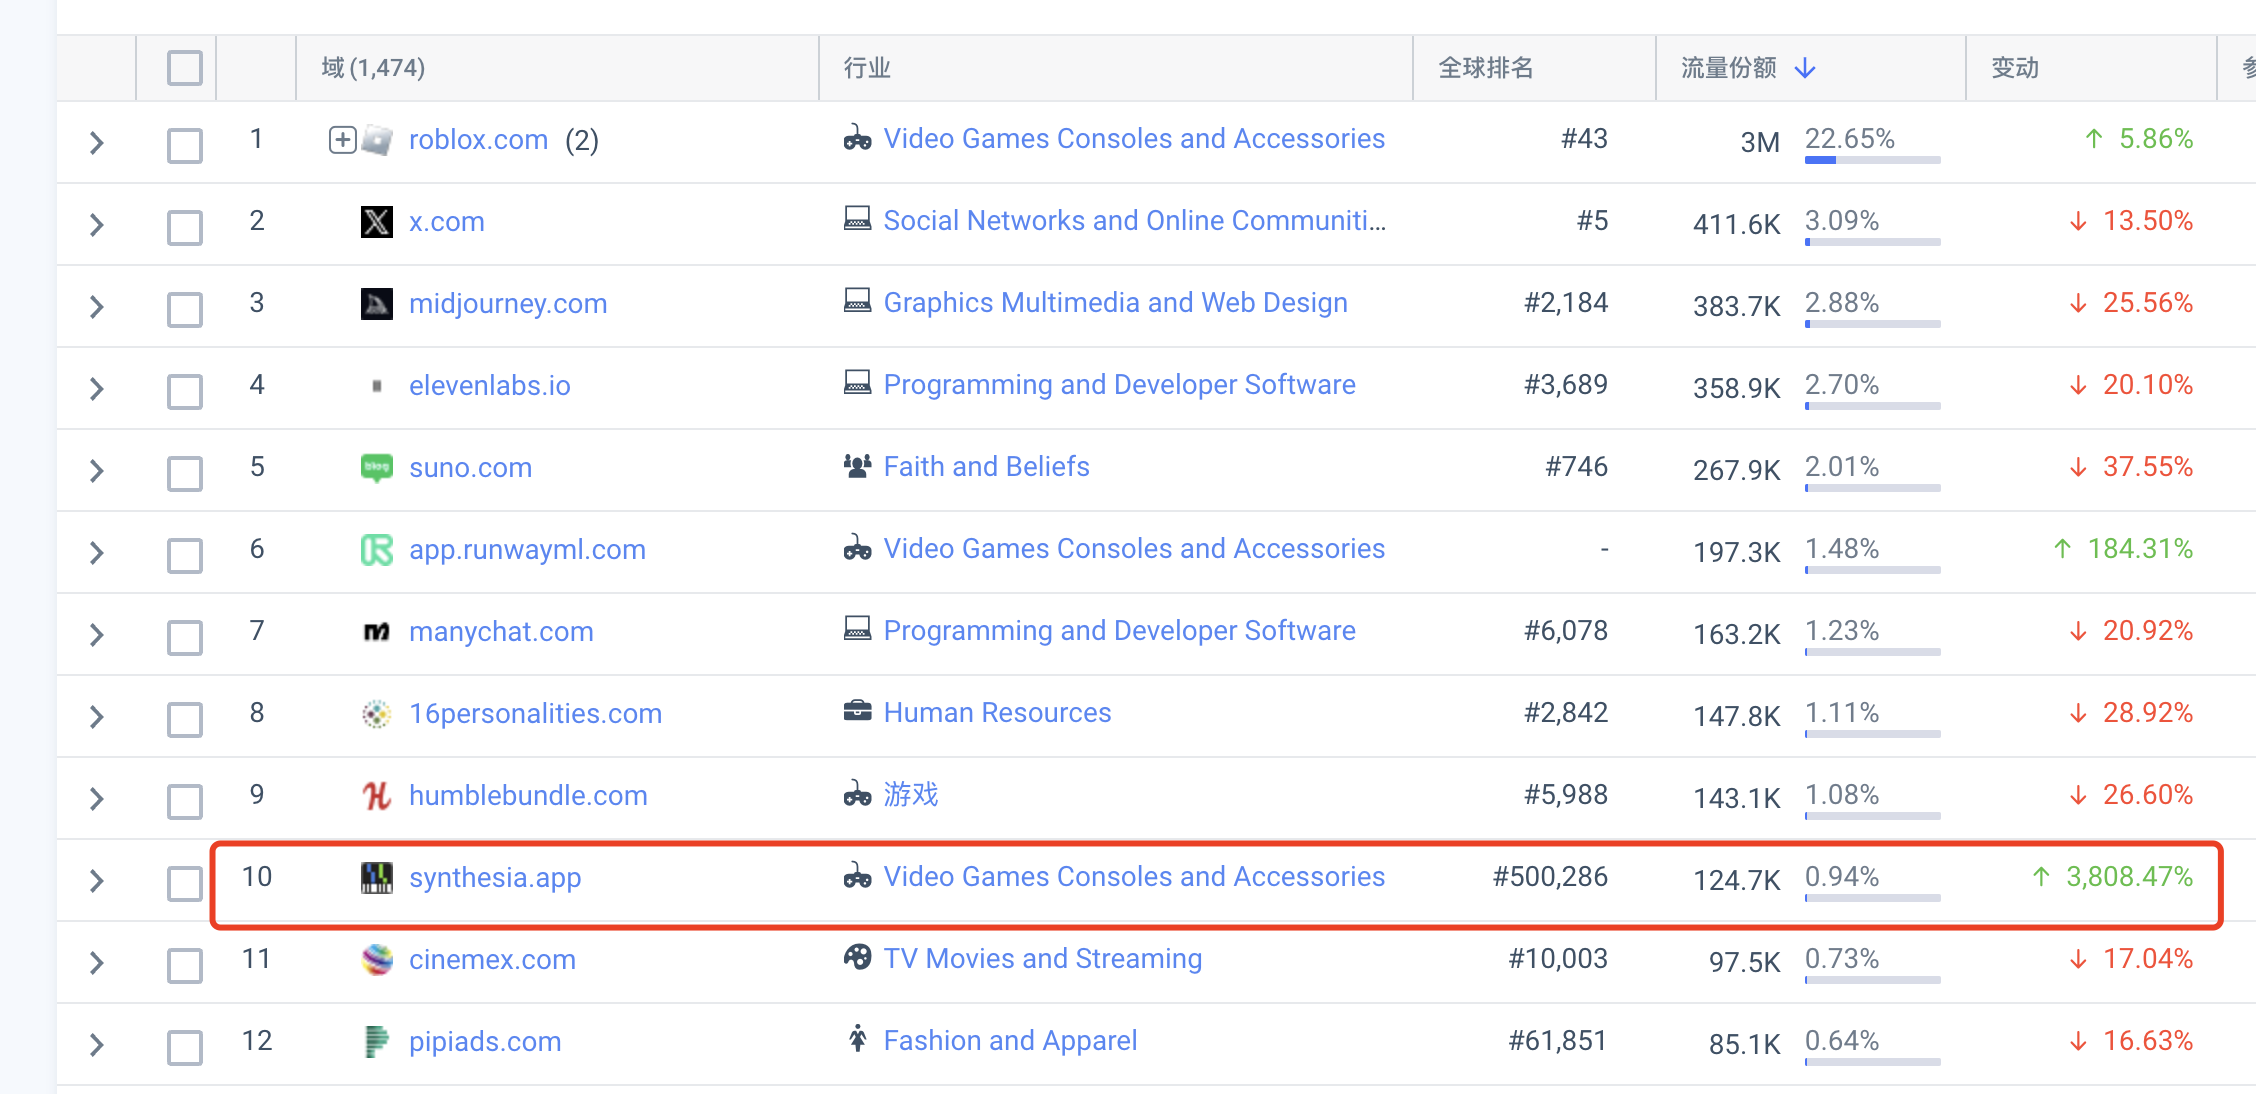 域 (1,474) 行业 全球排名 流量份额 变动
1 roblox.com (2) Video Games Consoles and Accessories #43 3M 22.65% ↑ 5.86%
2 x.com Social Networks and Online Communiti... #5 411.6K 3.09% ↓ 13.50%
3 midjourney.com Graphics Multimedia and Web Design #2,184 383.7K 2.88% ↓ 25.56%
4 elevenlabs.io Programming and Developer Software #3,689 358.9K 2.70% ↓ 20.10%
5 blog suno.com Faith and Beliefs #746 267.9K 2.01% ↓ 37.55%
6 app.runwayml.com Video Games Consoles and Accessories - 197.3K 1.48% ↑ 184.31%
7 manychat.com Programming and Developer Software #6,078 163.2K 1.23% ↓ 20.92%
8 16personalities.com Human Resources #2,842 147.8K 1.11% ↓ 28.92%
9 humblebundle.com 游戏 #5,988 143.1K 1.08% ↓ 26.60%
10 synthesia.app Video Games Consoles and Accessories #500,286 124.7K 0.94% ↑ 3,808.47%
11 cinemex.com TV Movies and Streaming #10,003 97.5K 0.73% ↓ 17.04%
12 pipiads.com Fashion and Apparel #61,851 85.1K 0.64% ↓ 16.63%